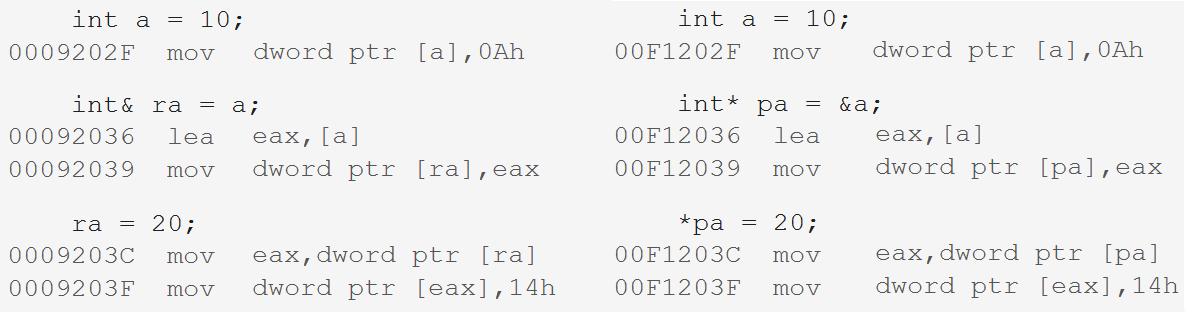 int a = 10;
0009202F mov dword ptr [a],0Ah
int& ra = a;
00092036 lea eax,[a]
00092039 mov dword ptr [ra],eax
ra = 20;
0009203C mov eax,dword ptr [ra]
0009203F mov dword ptr [eax],14h
int a = 10;
00F1202F mov dword ptr [a],0Ah
int* pa = &a;
00F12036 lea eax,[a]
00F12039 mov dword ptr [pa],eax
*pa = 20;
00F1203C mov eax,dword ptr [pa]
00F1203F mov dword ptr [eax],14h